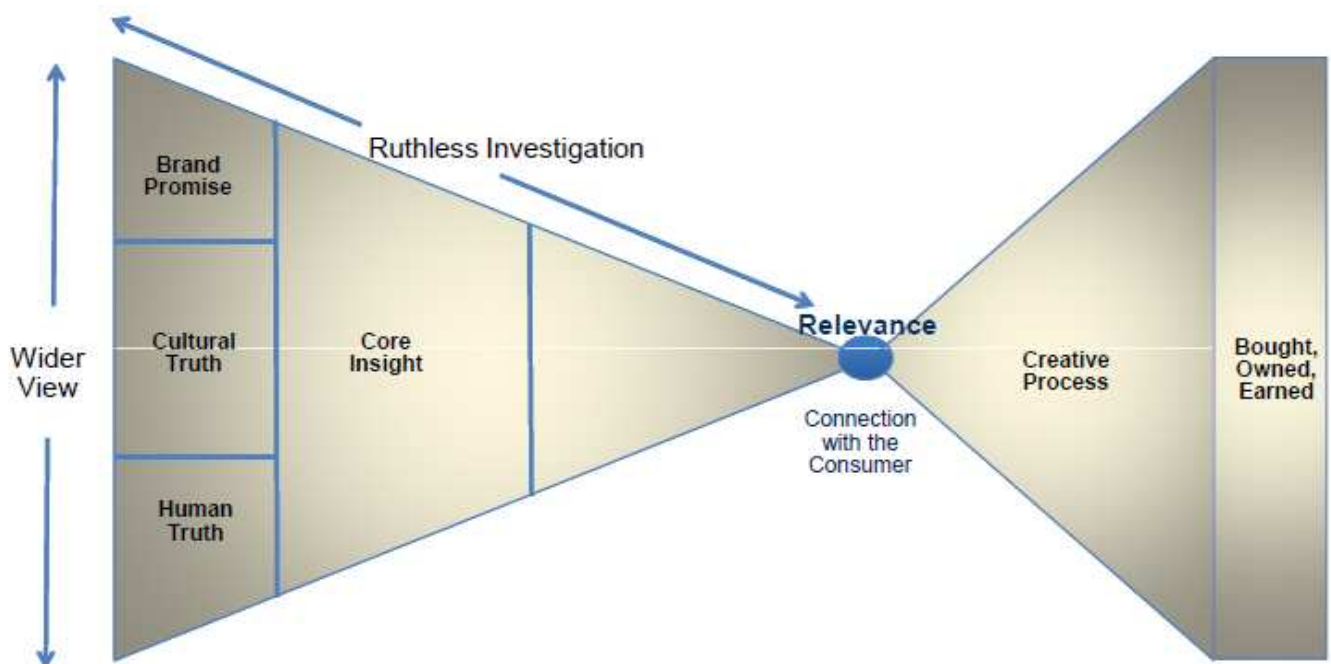 Ruthless Investigation
Brand
Promise
Wider
View
Cultural
Truth
Core
Insight
Human
Truth
Relevance
Connection
with the
Consumer
Creative
Process
Bought,
Owned,
Earned